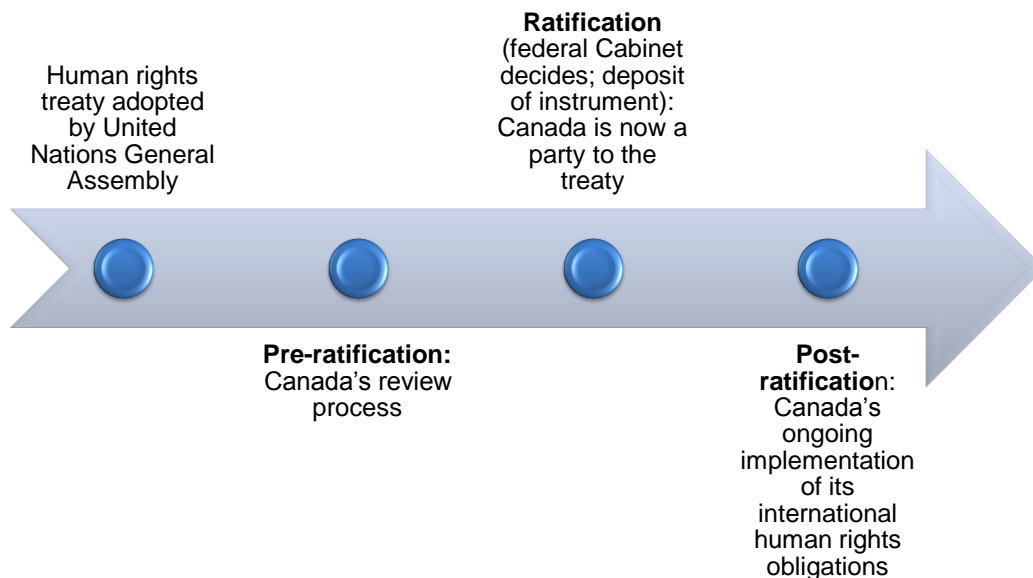 Human rights
treaty adopted
by United
Nations General
Assembly
Pre-ratification:
Canada’s review
process
Ratification
(federal Cabinet
decides; deposit
of instrument):
Canada is now a
party to the
treaty
Post-
ratification:
Canada’s
ongoing
implementation
of its
international
human rights
obligations